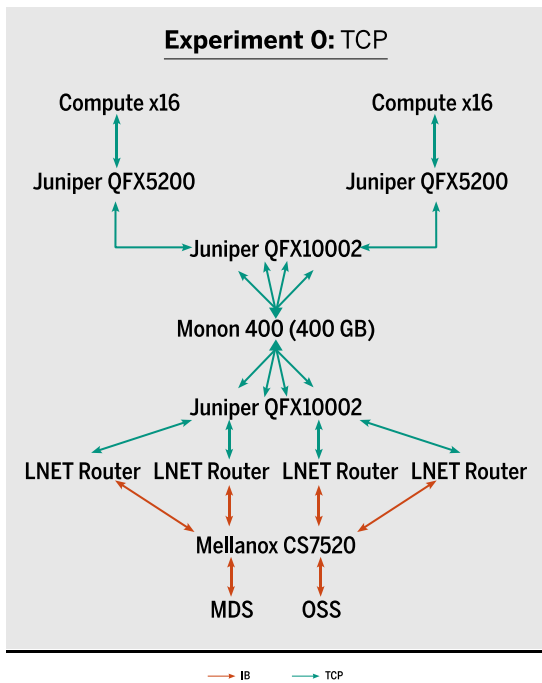 Experiment 0: TCP
Compute x16 Compute x16
Juniper QFX5200 Juniper QFX5200
Juniper QFX10002
Monon 400 (400 GB)
Juniper QFX10002
LNET Router LNET Router LNET Router LNET Router
Mellanox CS7520
MDS OSS
IB TCP